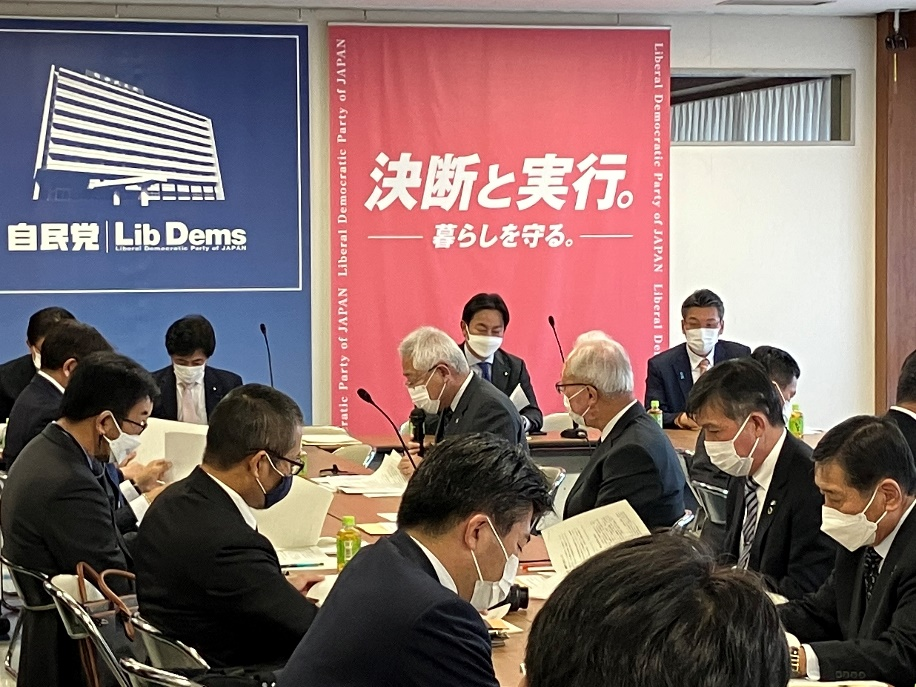 自民党 Lib Dems
Liberal Democratic Party of JAPAN
決断と実行。
暮らしを守る。
Party of JAPAN Liberal Democratic Party of JAPAN
Liberal Democratic Party of JAPAN Liberal